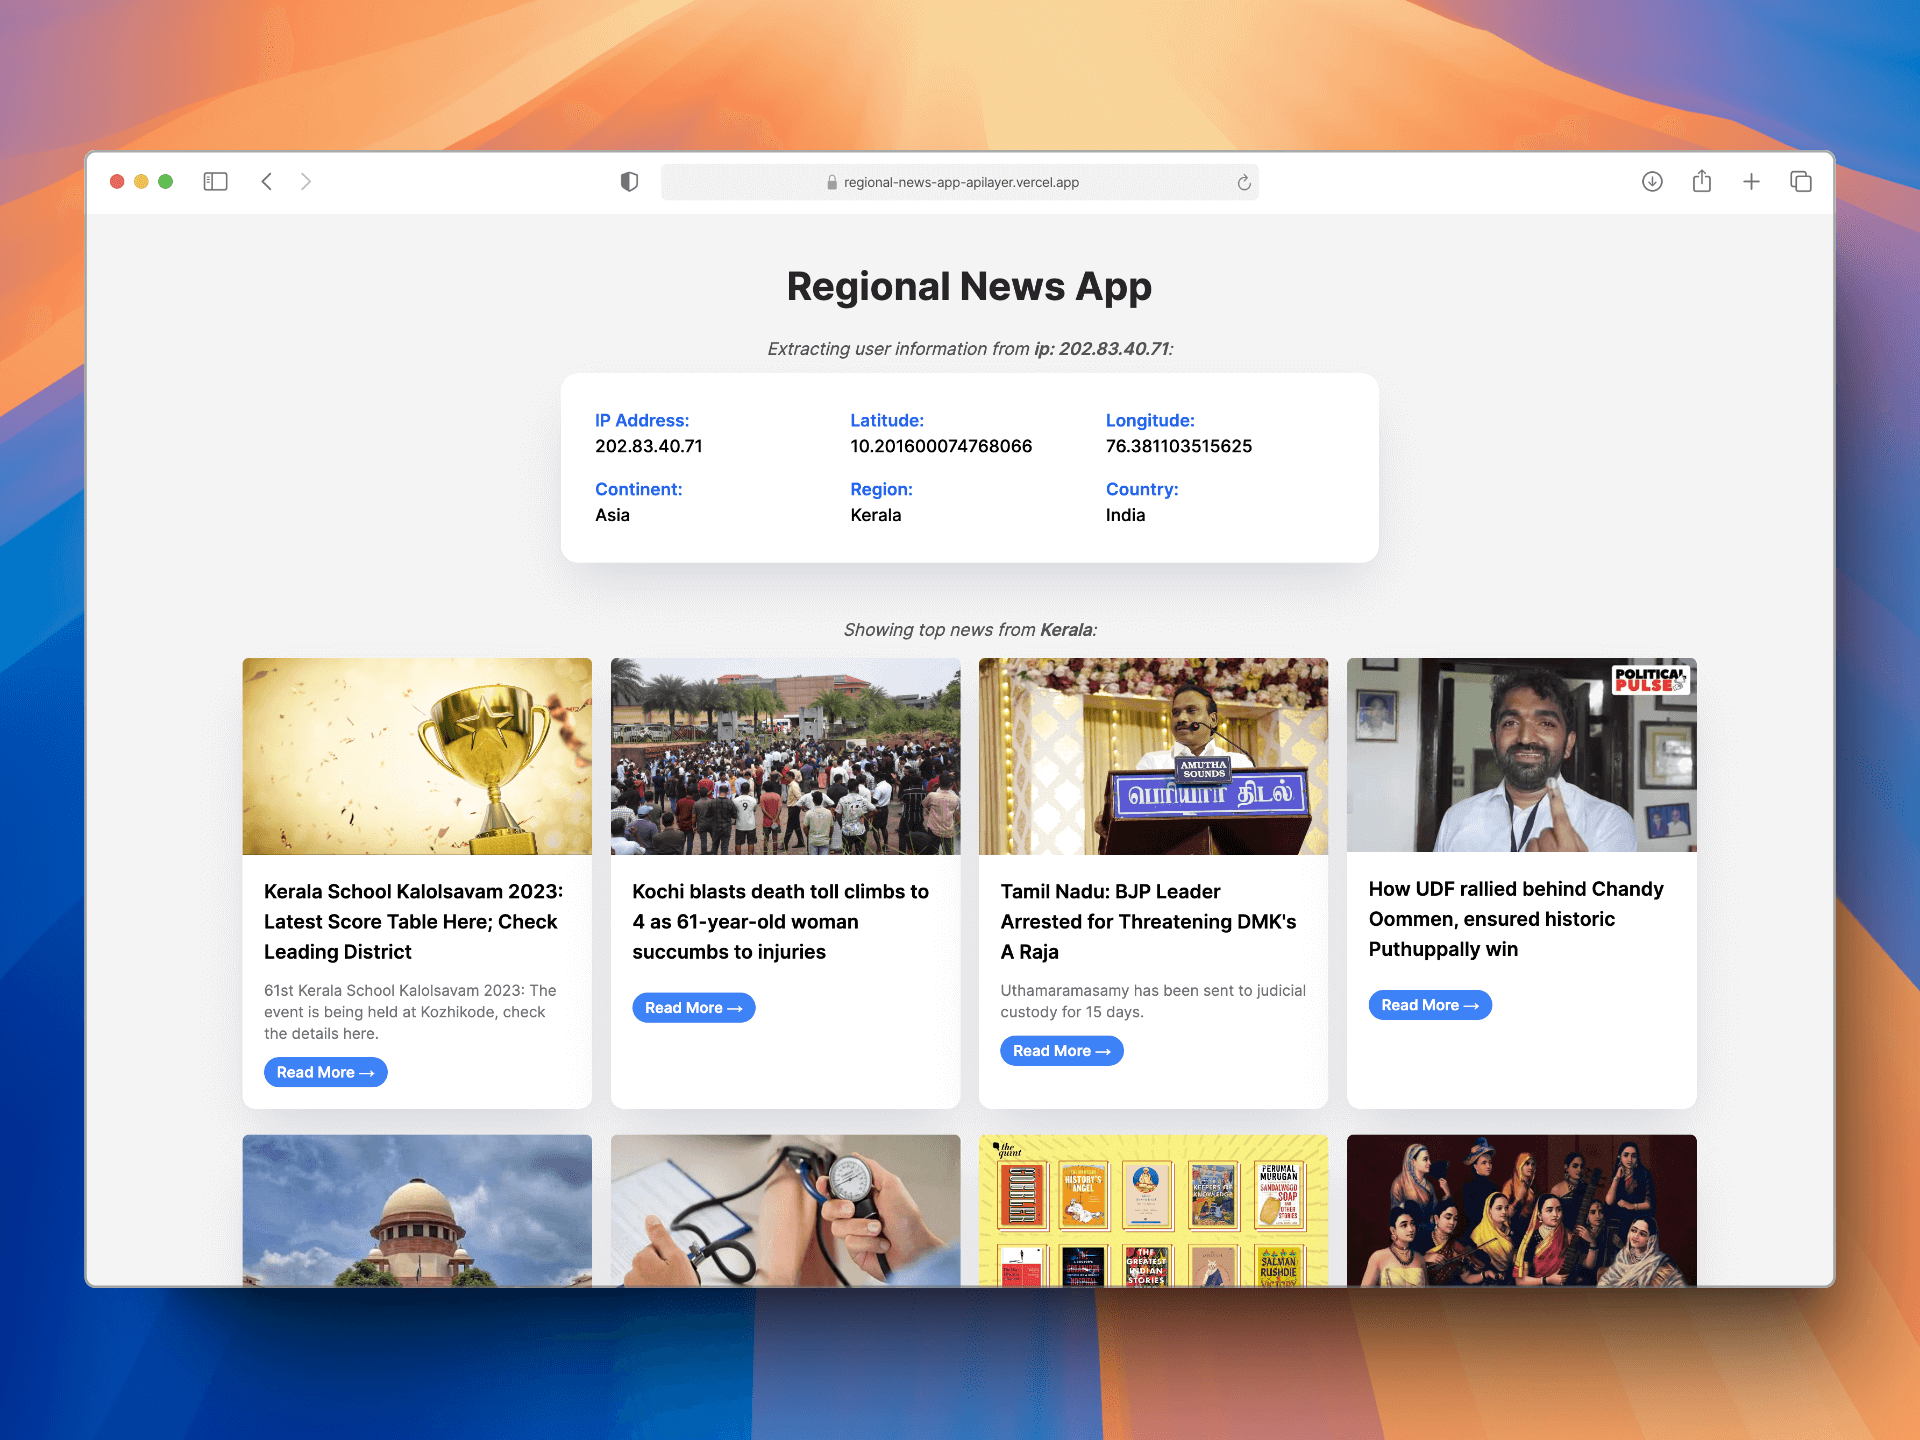 regional-news-app-apilayer.vercel.app
Regional News App
Extracting user information from ip: 202.83.40.71:
IP Address:
202.83.40.71
Latitude:
10.201600074768066
Longitude:
76.381103515625
Continent:
Asia
Region:
Kerala
Country:
India
Showing top news from Kerala:
Kerala School Kalolsavam 2023:
Latest Score Table Here; Check
Leading District
61st Kerala School Kalolsavam 2023: The
event is being held at Kozhikode, check
the details here.
Read More →
9
Kochi blasts death toll climbs to
4 as 61-year-old woman
succumbs to injuries
Read More →
AMUTHA
SOUNDS
பெரியார் திடல்
Tamil Nadu: BJP Leader
Arrested for Threatening DMK's
A Raja
Uthamaramasamy has been sent to judicial
custody for 15 days.
Read More →
POLITICAL
PULSE
How UDF rallied behind Chandy
Oommen, ensured historic
Puthuppally win
Read More →
the
quint
HISTORY'S
ANGEL
KEEPERS OF
KNOWLEDGE
PERUMAL
MURUGAN
SANDALWOOD
SOAP
AND
OTHER
STORIES
THE
GREATEST
INDIAN
STORIES
SALMAN
RUSHDIE
VICTORY